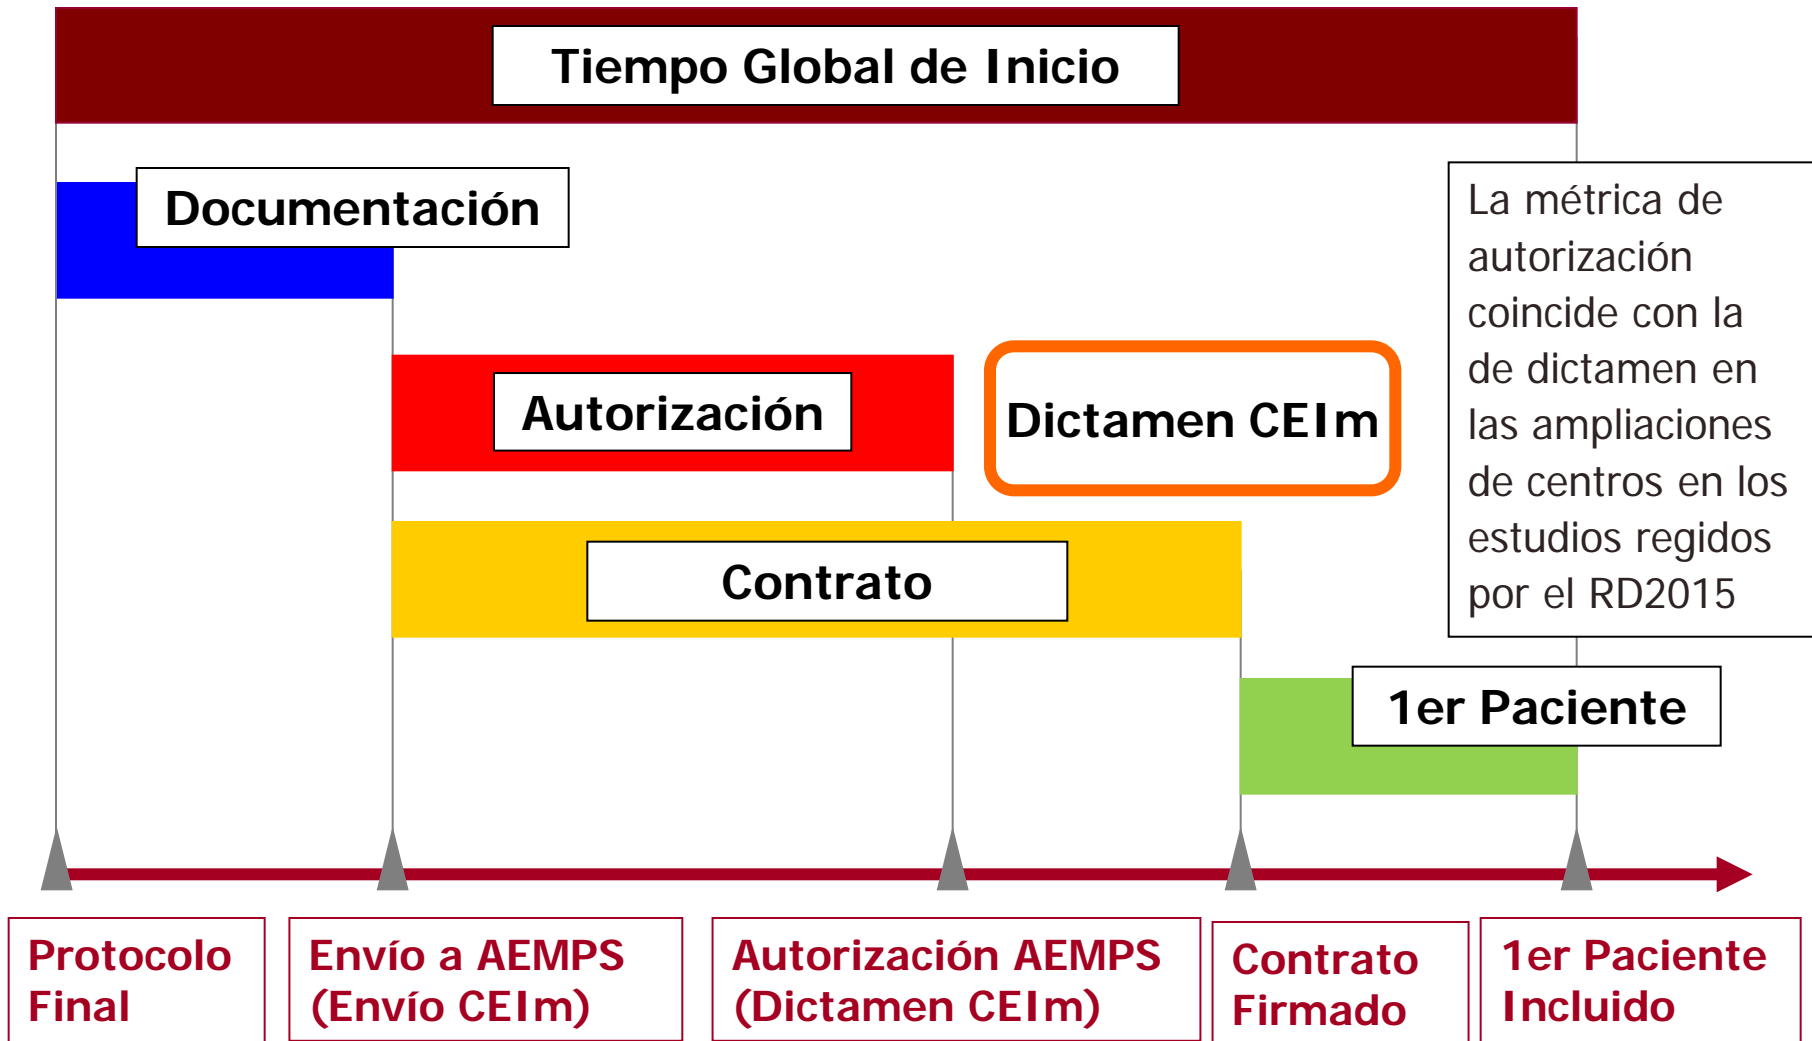 Tiempo Global de Inicio
Documentación
La métrica de
autorización
coincide con la
de dictamen en
las ampliaciones
de centros en los
estudios regidos
por el RD2015
Autorización
Dictamen CEIm
Contrato
1er Paciente
Protocolo
Final
Envío a AEMPS
(Envío CEIm)
Autorización AEMPS
(Dictamen CEIm)
Contrato
Firmado
1er Paciente
Incluido